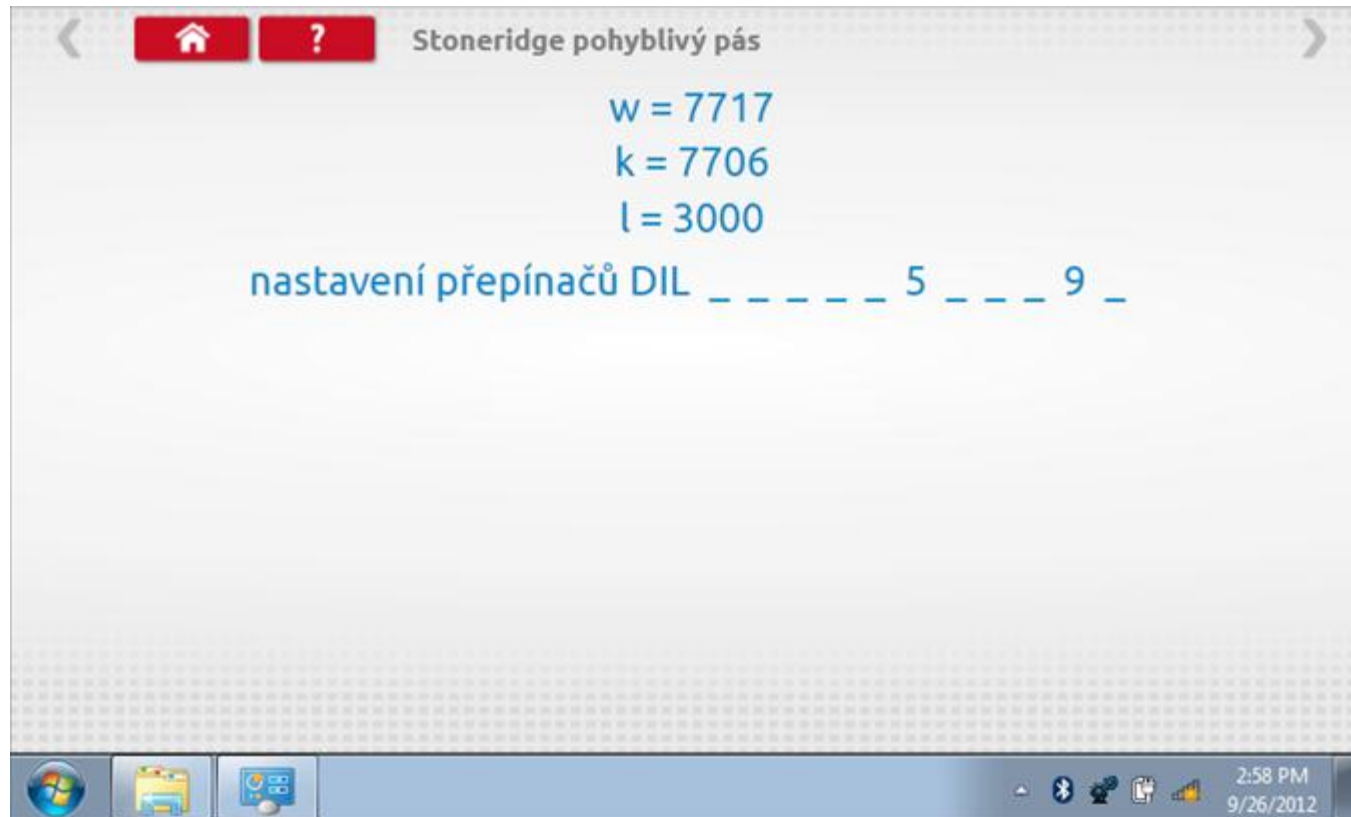 ? Stoneridge pohyblivý pás
w = 7717
k = 7706
l = 3000
nastavení přepínačů DIL _ _ _ _ _ 5 _ _ _ 9 _
2:58 PM
9/26/2012